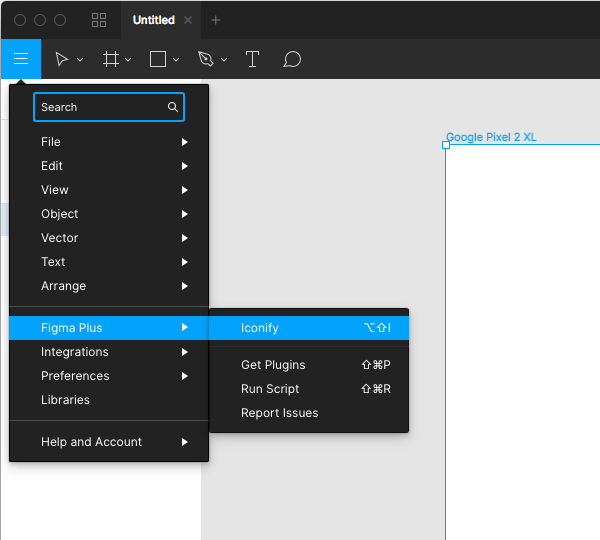 Untitled
Search
File
Edit
View
Object
Vector
Text
Arrange
Figma Plus
Integrations
Preferences
Libraries
Help and Account
Iconify ⌥⇧I
Get Plugins ⇧⌘P
Run Script ⇧⌘R
Report Issues
Google Pixel 2 XL